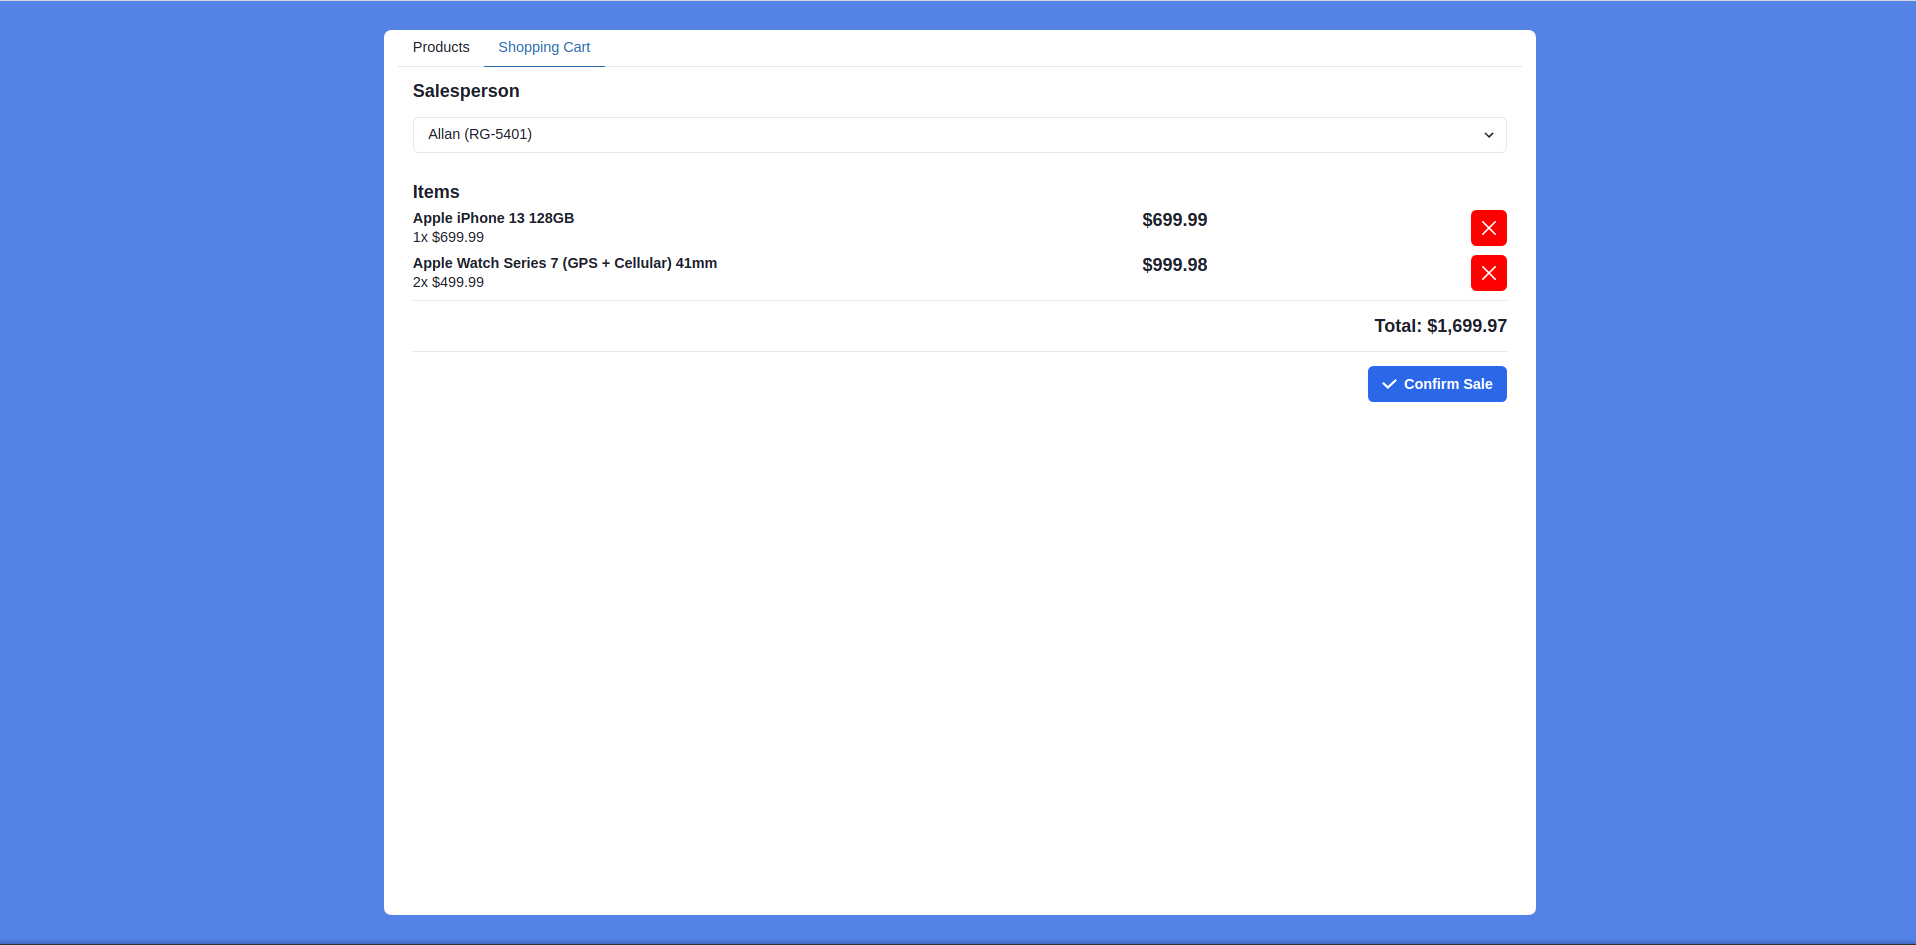 Products Shopping Cart
Salesperson
Allan (RG-5401)
Items
Apple iPhone 13 128GB $699.99
1x $699.99
Apple Watch Series 7 (GPS + Cellular) 41mm $999.98
2x $499.99
Total: $1,699.97
Confirm Sale